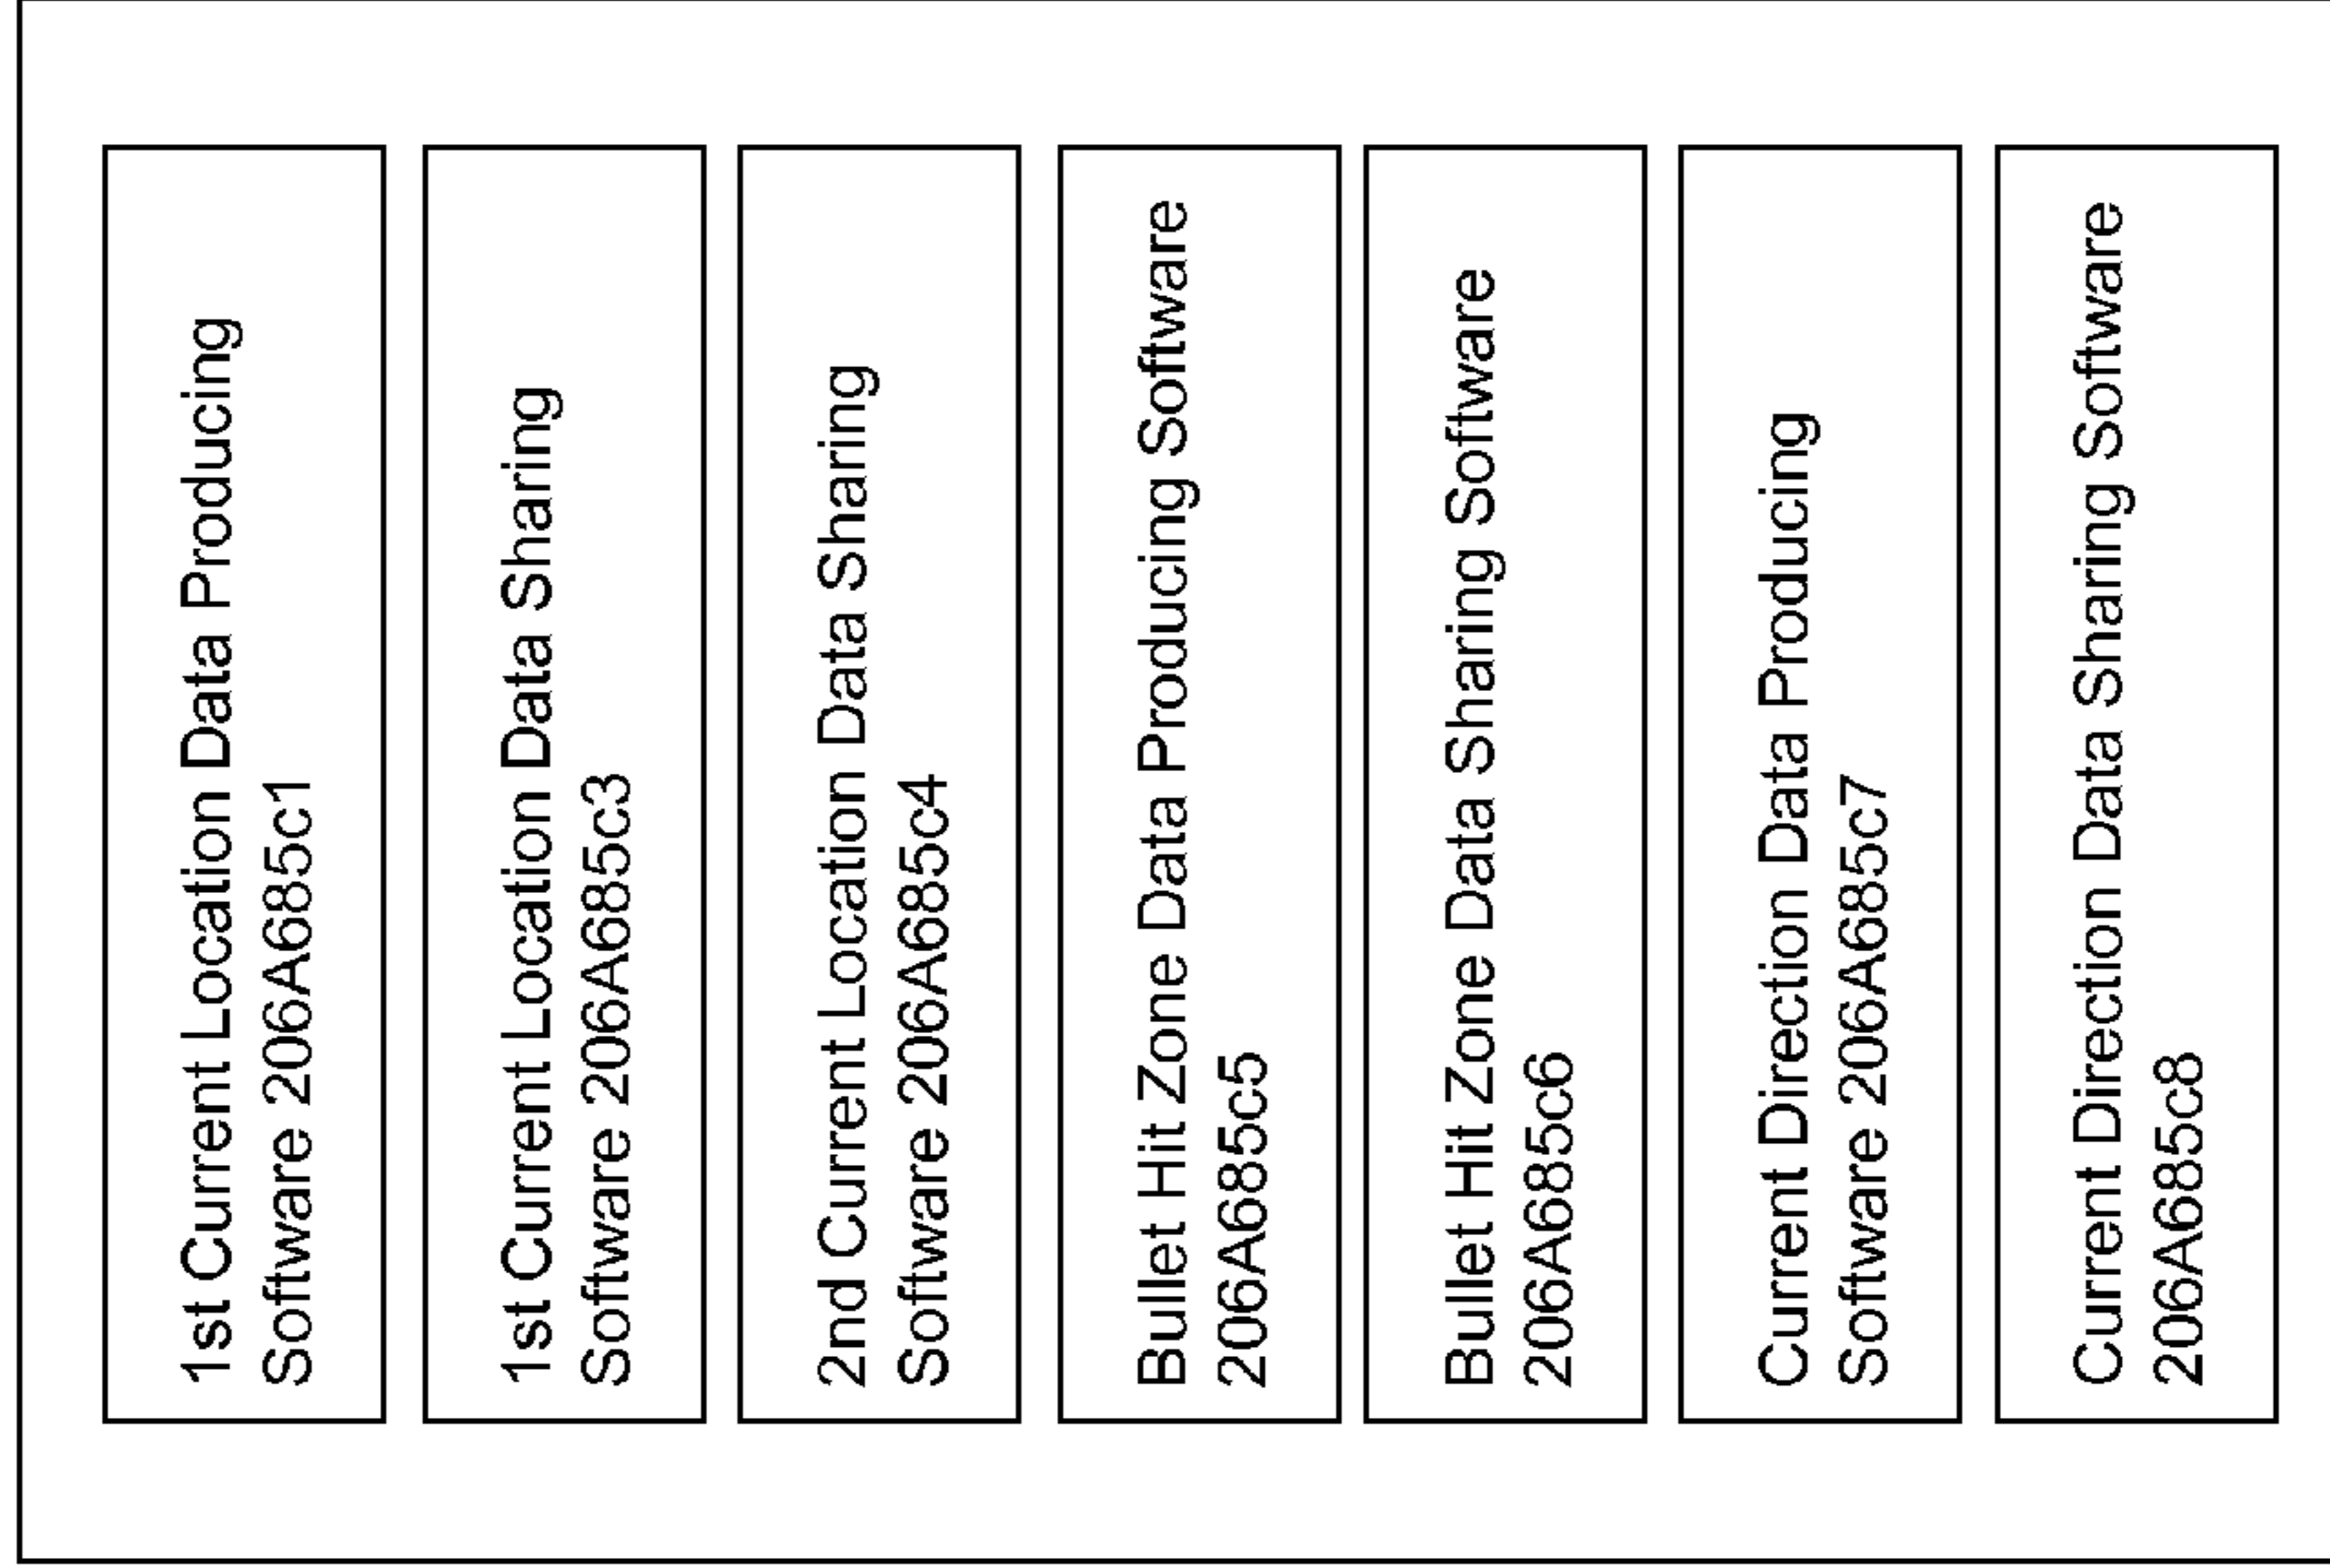 1st Current Location Data Producing
Software 206A685c1
1st Current Location Data Sharing
Software 206A685c3
2nd Current Location Data Sharing
Software 206A685c4
Bullet Hit Zone Data Producing Software
206A685c5
Bullet Hit Zone Data Sharing Software
206A685c6
Current Direction Data Producing
Software 206A685c7
Current Direction Data Sharing Software
206A685c8